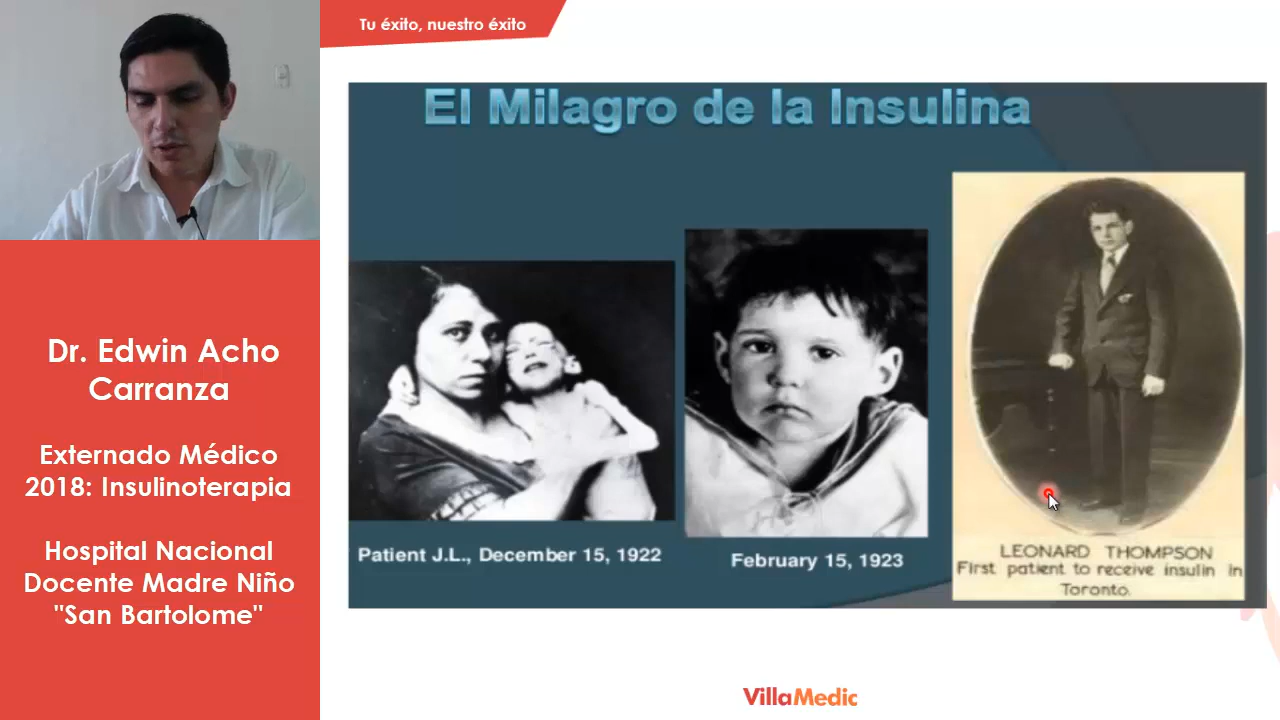 Tu éxito, nuestro éxito
El Milagro de la Insulina
Dr. Edwin Acho
Carranza
Externado Médico
2018: Insulinoterapia
Hospital Nacional
Docente Madre Niño
"San Bartolome"
Patient J.L., December 15, 1922
February 15, 1923
LEONARD THOMPSON
First patient to receive insulin in
Toronto.
VillaMedic